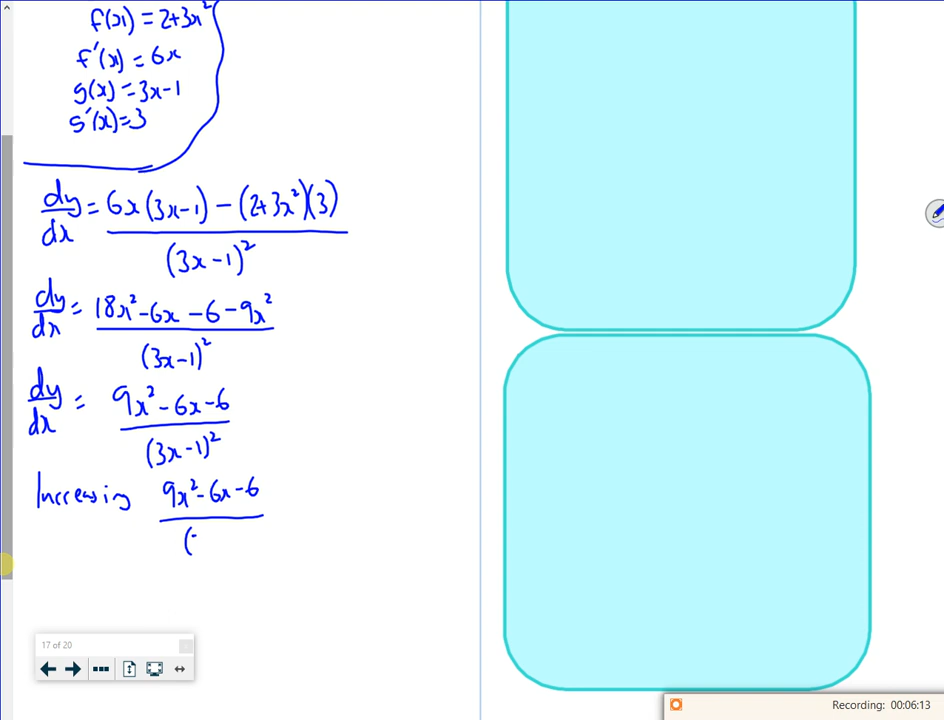 f(x) = 2+3x²
f'(x) = 6x
g(x) = 3x-1
g'(x) = 3
dy/dx = 6x(3x-1) - (2+3x²)(3) / (3x-1)²
dy/dx = 18x² - 6x - 6 - 9x² / (3x-1)²
dy/dx = 9x² - 6x - 6 / (3x-1)²
Increasing 9x² - 6x - 6 / (
17 of 20
Recording: 00:06:13